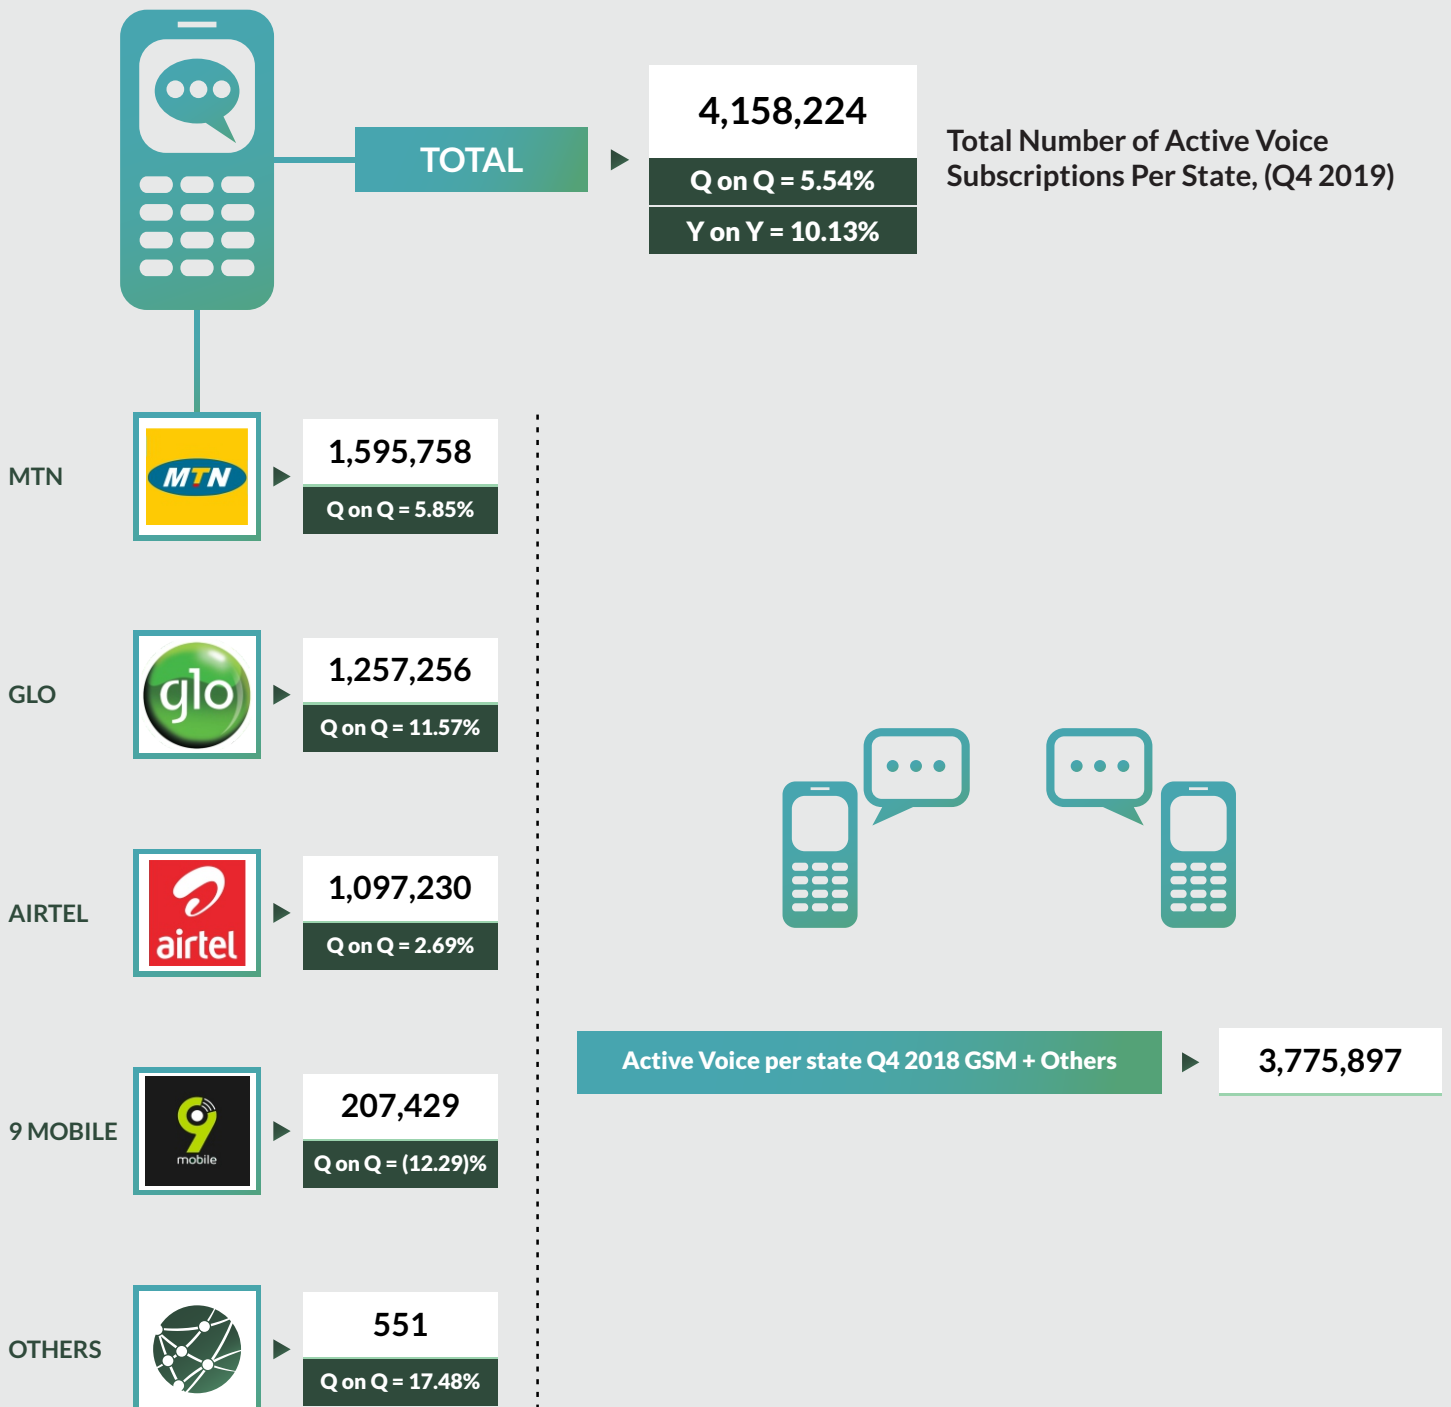 TOTAL
4,158,224
Q on Q = 5.54%
Y on Y = 10.13%
Total Number of Active Voice
Subscriptions Per State, (Q4 2019)
MTN
MTN
1,595,758
Q on Q = 5.85%
GLO
glo
1,257,256
Q on Q = 11.57%
AIRTEL
airtel
1,097,230
Q on Q = 2.69%
Active Voice per state Q4 2018 GSM + Others
3,775,897
9 MOBILE
9
mobile
207,429
Q on Q = (12.29)%
OTHERS
551
Q on Q = 17.48%